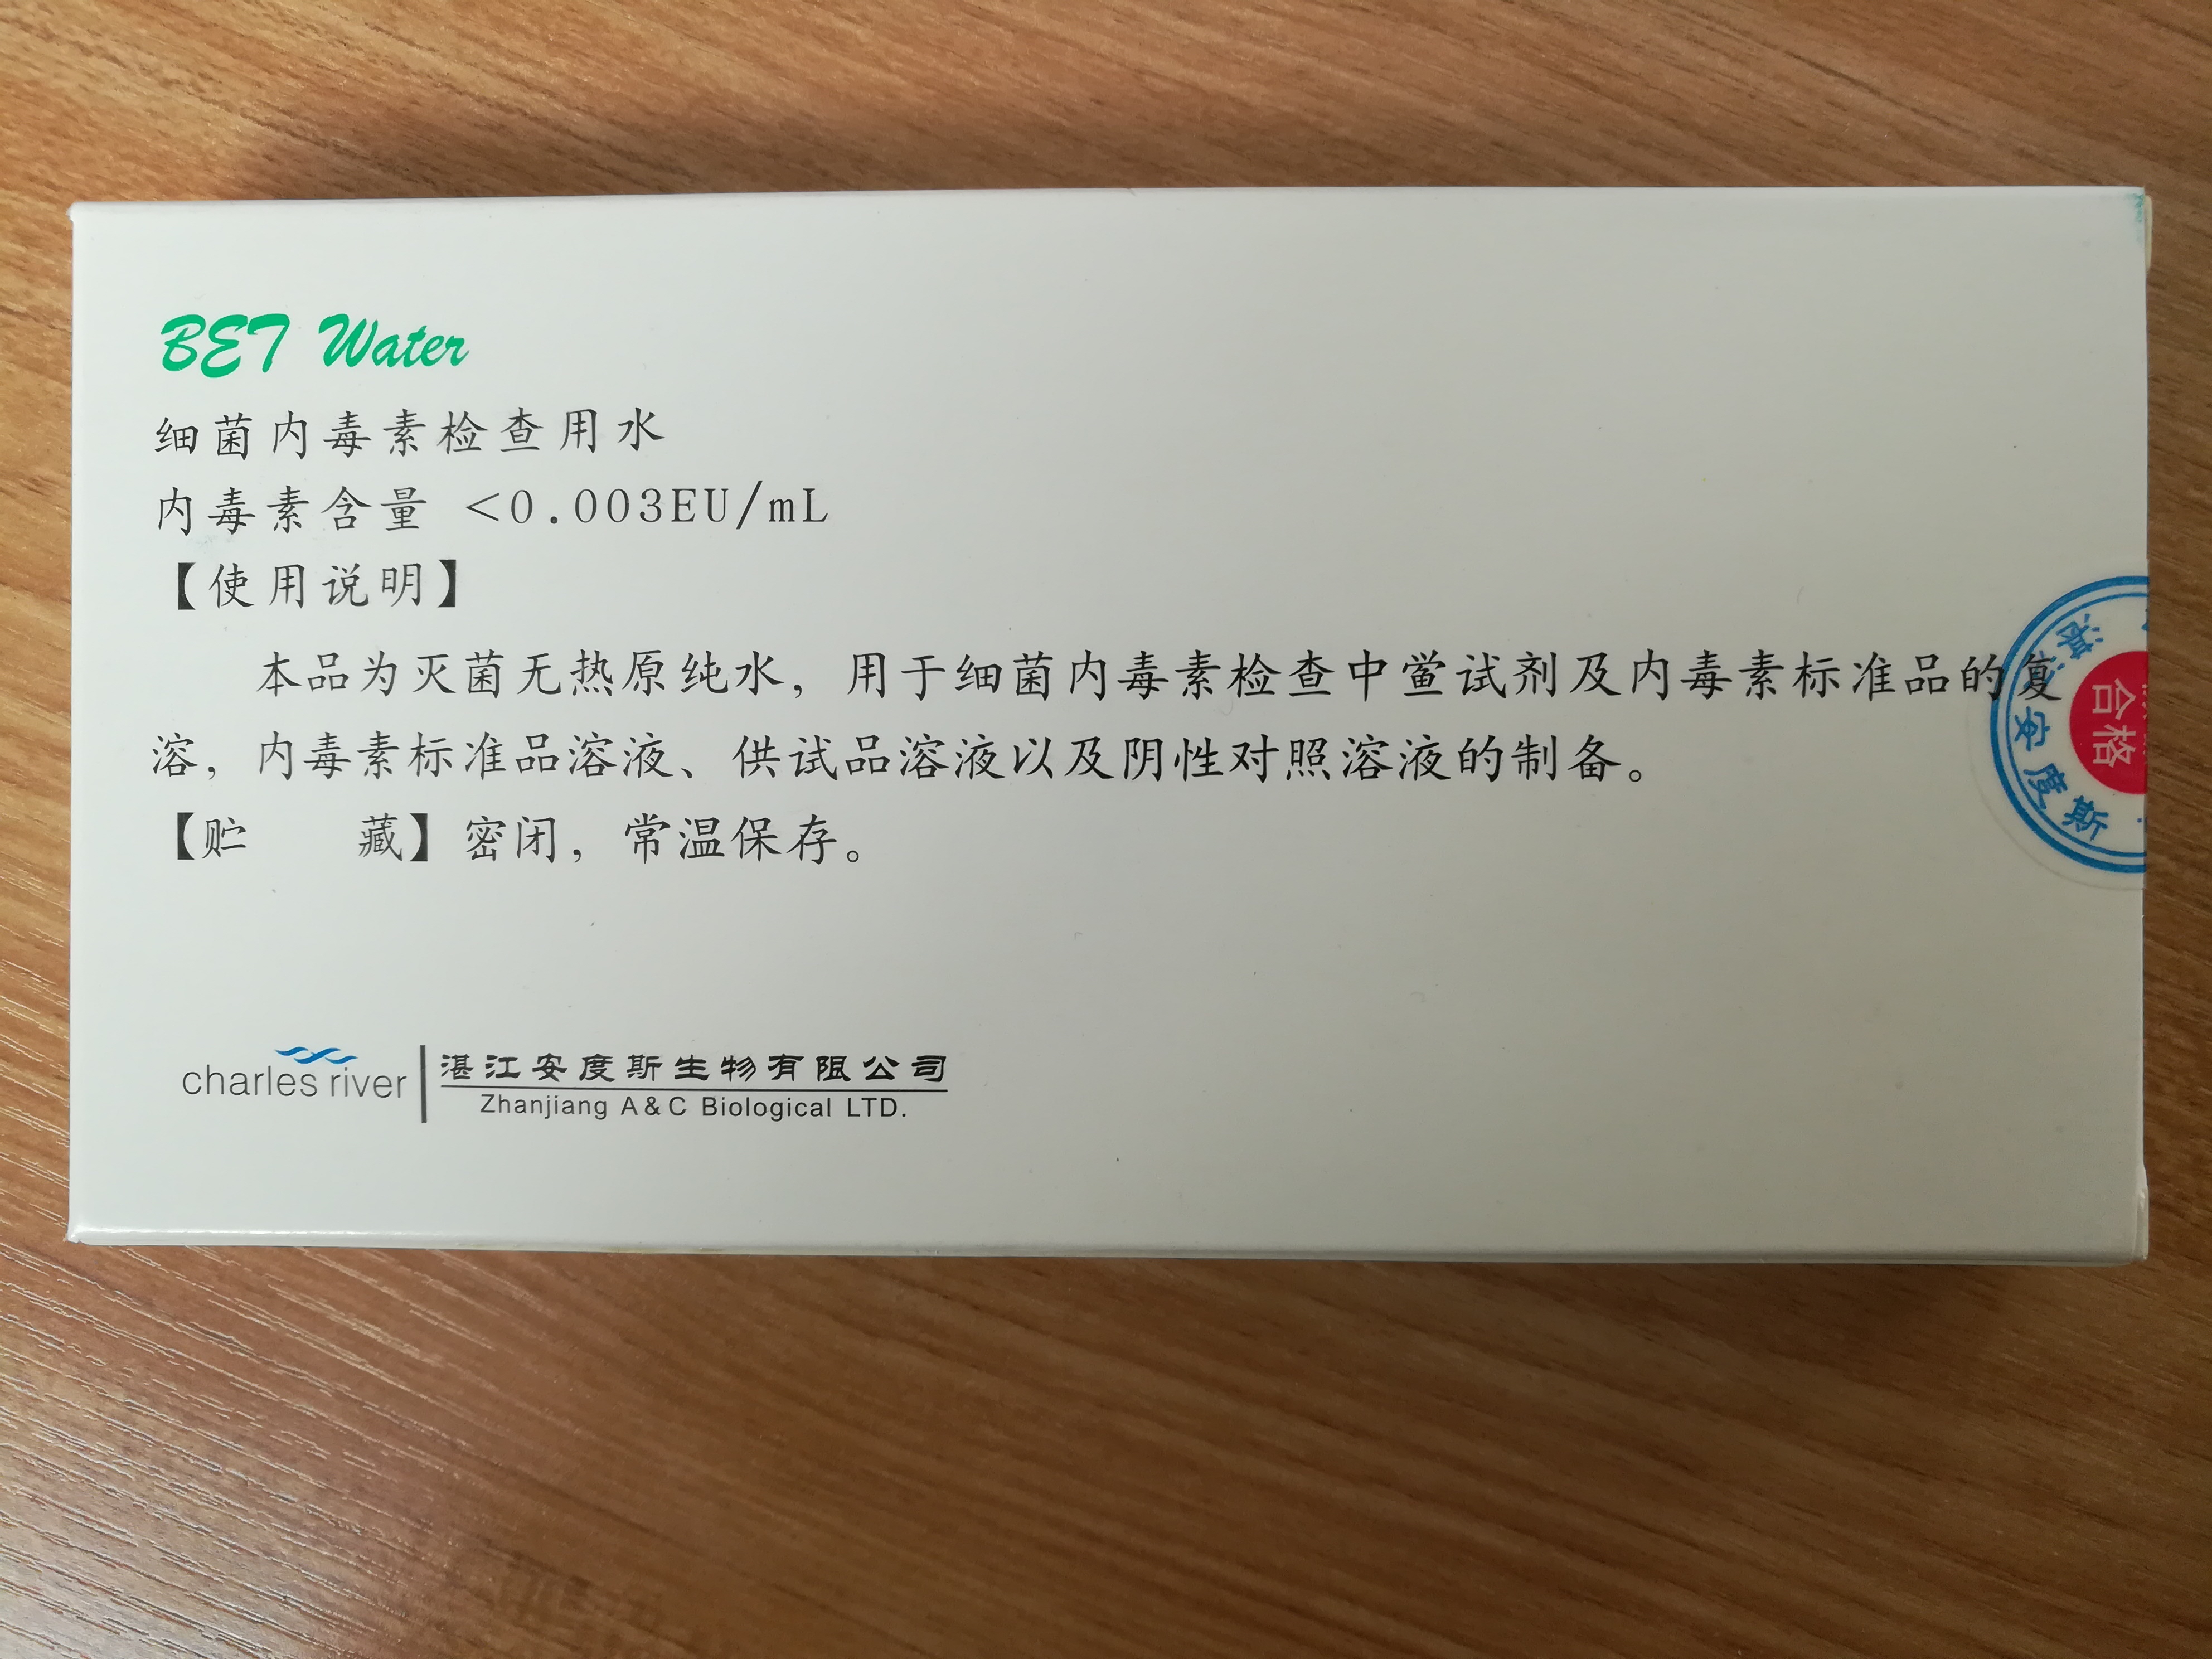 BET Water
细菌内毒素检查用水
内毒素含量 <0.003EU/mL
【使用说明】
本品为灭菌无热原纯水，用于细菌内毒素检查中鲎试剂及内毒素标准品的复
溶，内毒素标准品溶液、供试品溶液以及阴性对照溶液的制备。
【贮 藏】密闭，常温保存。
湛
安度斯
合格
charles river
湛江安度斯生物有限公司
Zhanjiang A&C Biological LTD.